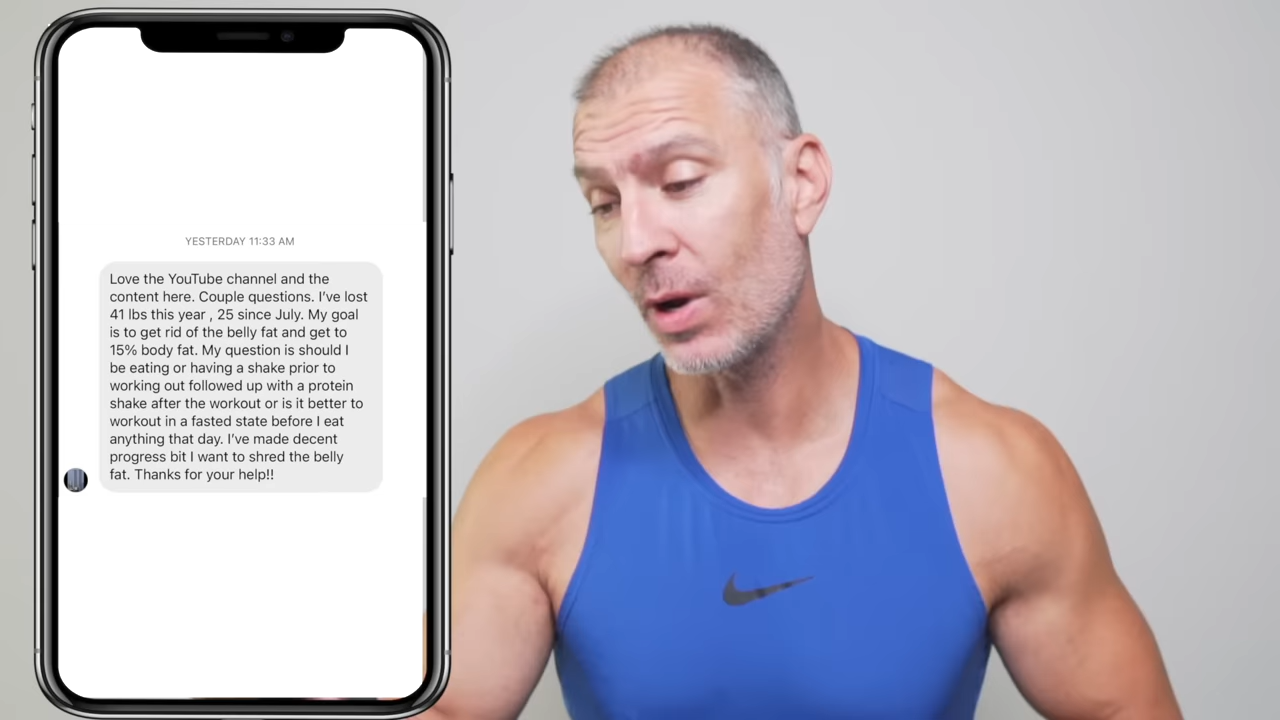 YESTERDAY 11:33 AM
Love the YouTube channel and the
content here. Couple questions. I've lost
41 lbs this year , 25 since July. My goal
is to get rid of the belly fat and get to
15% body fat. My question is should I
be eating or having a shake prior to
working out followed up with a protein
shake after the workout or is it better to
workout in a fasted state before I eat
anything that day. I've made decent
progress bit I want to shred the belly
fat. Thanks for your help!!